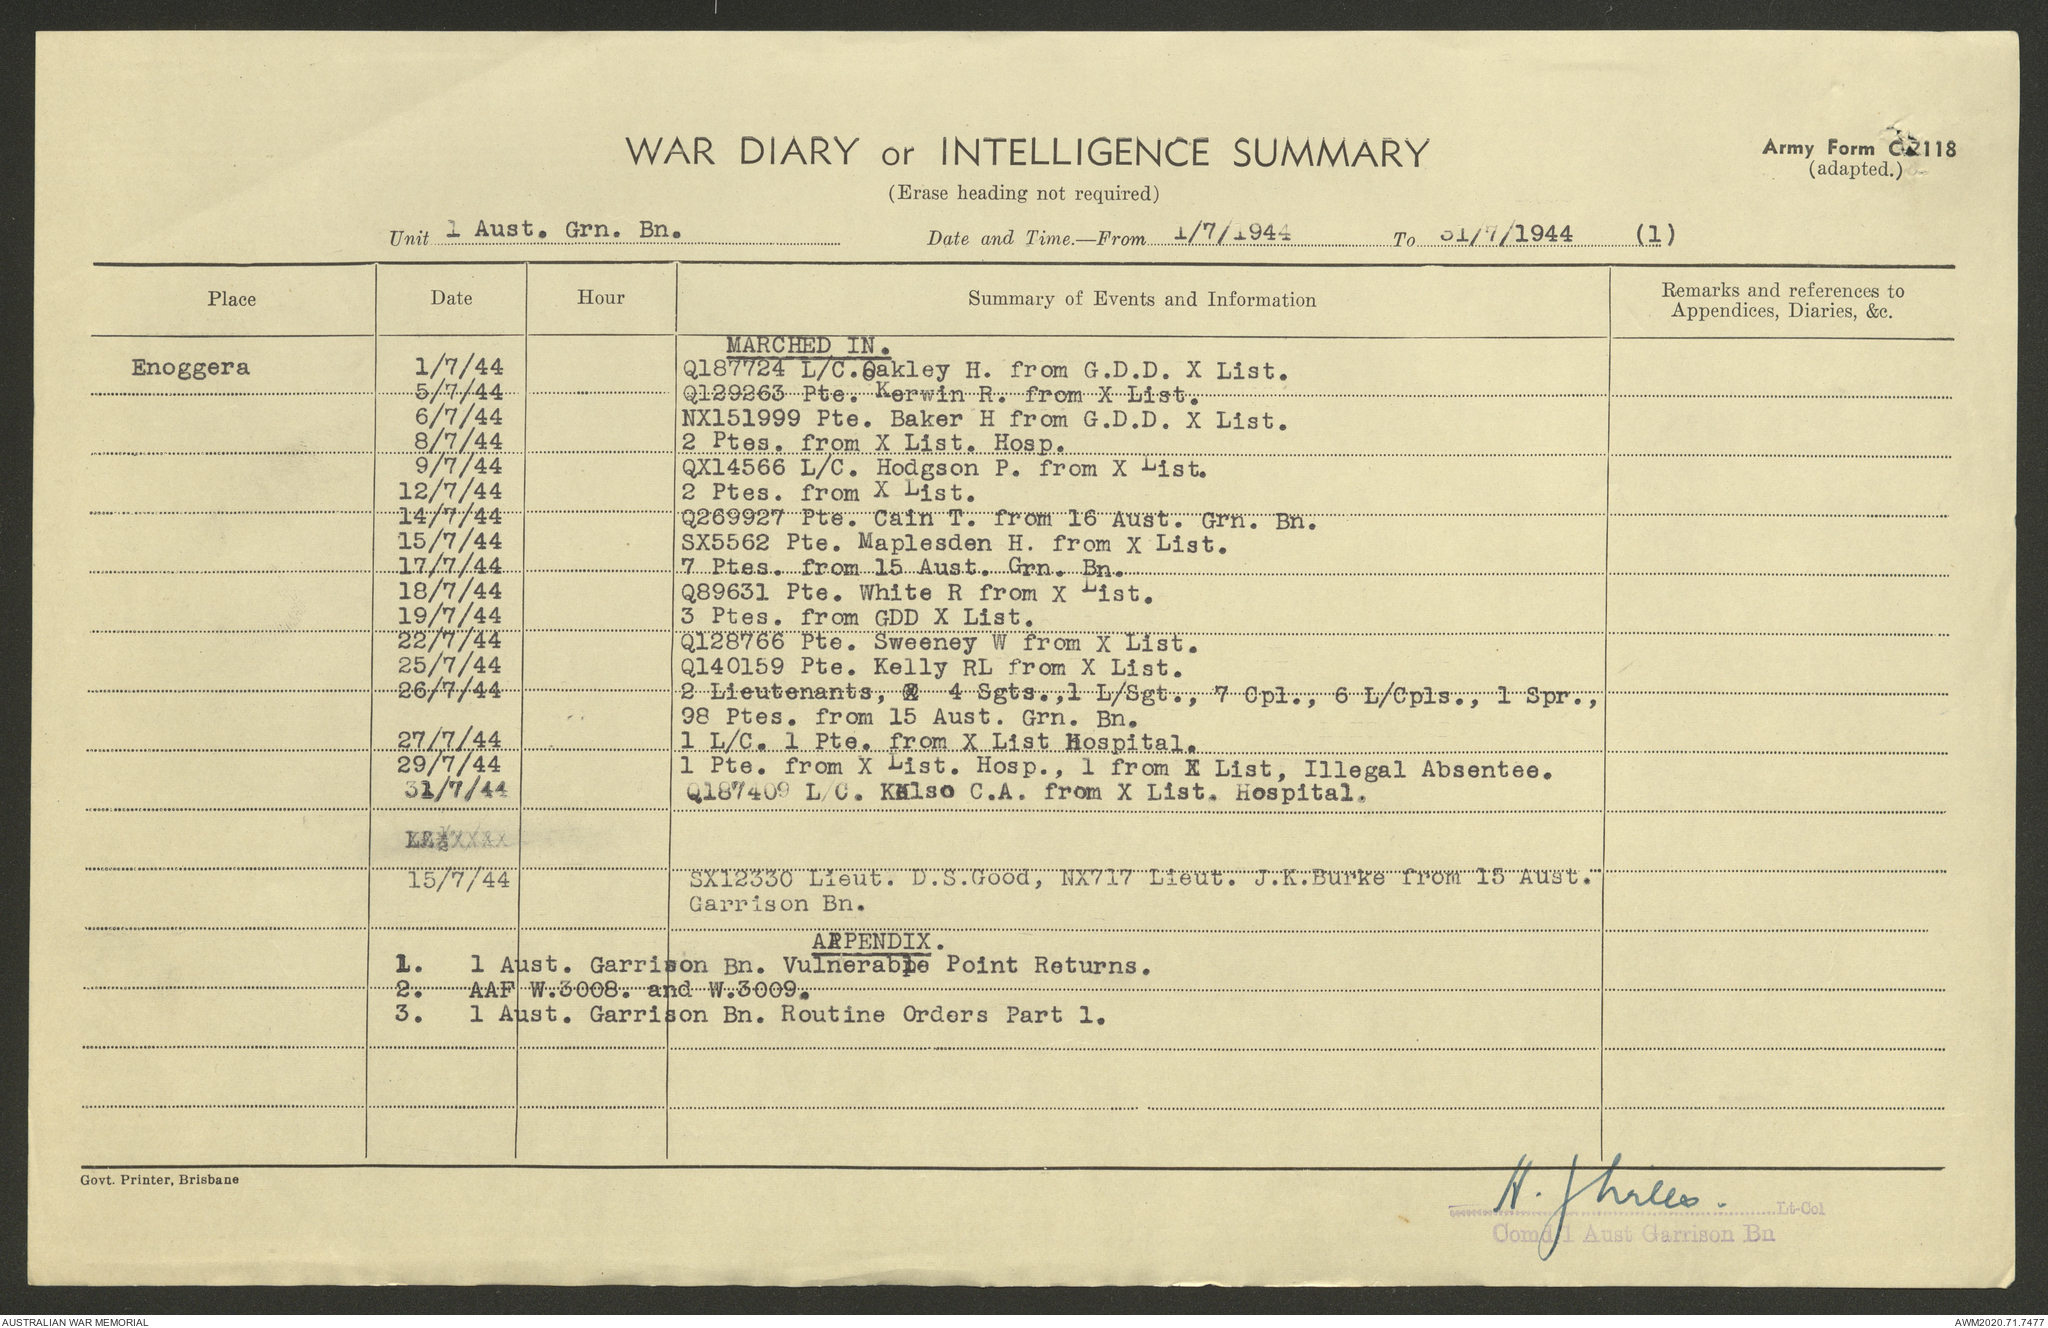 WAR DIARY or INTELLIGENCE SUMMARY
Army Form C.2118
(adapted.)
(Erase heading not required)
Unit 1 Aust. Grn. Bn. Date and Time.—From 1/7/1944 To 31/7/1944 (1)
Place Date Hour Summary of Events and Information Remarks and references to
Appendices, Diaries, &c.
MARCHED IN.
Enoggera 1/7/44 Q187724 L/C. Oakley H. from G.D.D. X List.
5/7/44 Q129263 Pte. Kerwin R. from X List.
6/7/44 NX151999 Pte. Baker H from G.D.D. X List.
8/7/44 2 Ptes. from X List. Hosp.
9/7/44 QX14566 L/C. Hodgson P. from X List.
12/7/44 2 Ptes. from X List.
14/7/44 Q269927 Pte. Cain T. from 16 Aust. Grn. Bn.
15/7/44 SX5562 Pte. Maplesden H. from X List.
17/7/44 7 Ptes. from 15 Aust. Grn. Bn.
18/7/44 Q89631 Pte. White R from X List.
19/7/44 3 Ptes. from GDD X List.
22/7/44 Q128766 Pte. Sweeney W from X List.
25/7/44 Q140159 Pte. Kelly RL from X List.
26/7/44 2 Lieutenants, 4 Sgts.,1 L/Sgt., 7 Cpl., 6 L/Cpls., 1 Spr.,
98 Ptes. from 15 Aust. Grn. Bn.
27/7/44 1 L/C. 1 Pte. from X List Hospital.
29/7/44 1 Pte. from X List. Hosp., 1 from X List, Illegal Absentee.
31/7/44 Q187409 L/C. Kelso C.A. from X List. Hospital.
15/7/44 SX12330 Lieut. D.S.Good, NX717 Lieut. J.K.Burke from 15 Aust.
Garrison Bn.
APPENDIX.
1. 1 Aust. Garrison Bn. Vulnerable Point Returns.
2. AAF W.3008. and W.3009.
3. 1 Aust. Garrison Bn. Routine Orders Part 1.
Govt. Printer, Brisbane
H. Lt-Col
Comd 1 Aust Garrison Bn
AUSTRALIAN WAR MEMORIAL AWM2020.71.7477